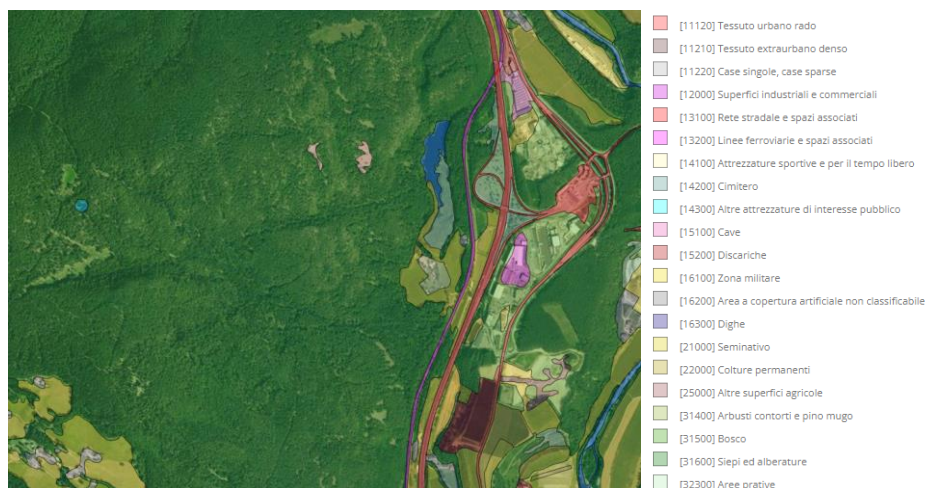 [11120] Tessuto urbano rado
[11210] Tessuto extraurbano denso
[11220] Case singole, case sparse
[12000] Superfici industriali e commerciali
[13100] Rete stradale e spazi associati
[13200] Linee ferroviarie e spazi associati
[14100] Attrezzature sportive e per il tempo libero
[14200] Cimitero
[14300] Altre attrezzature di interesse pubblico
[15100] Cave
[15200] Discariche
[16100] Zona militare
[16200] Area a copertura artificiale non classificabile
[16300] Dighe
[21000] Seminativo
[22000] Colture permanenti
[25000] Altre superfici agricole
[31400] Arbusti contorti e pino mugo
[31500] Bosco
[31600] Siepi ed alberature
[32300] Aree prative